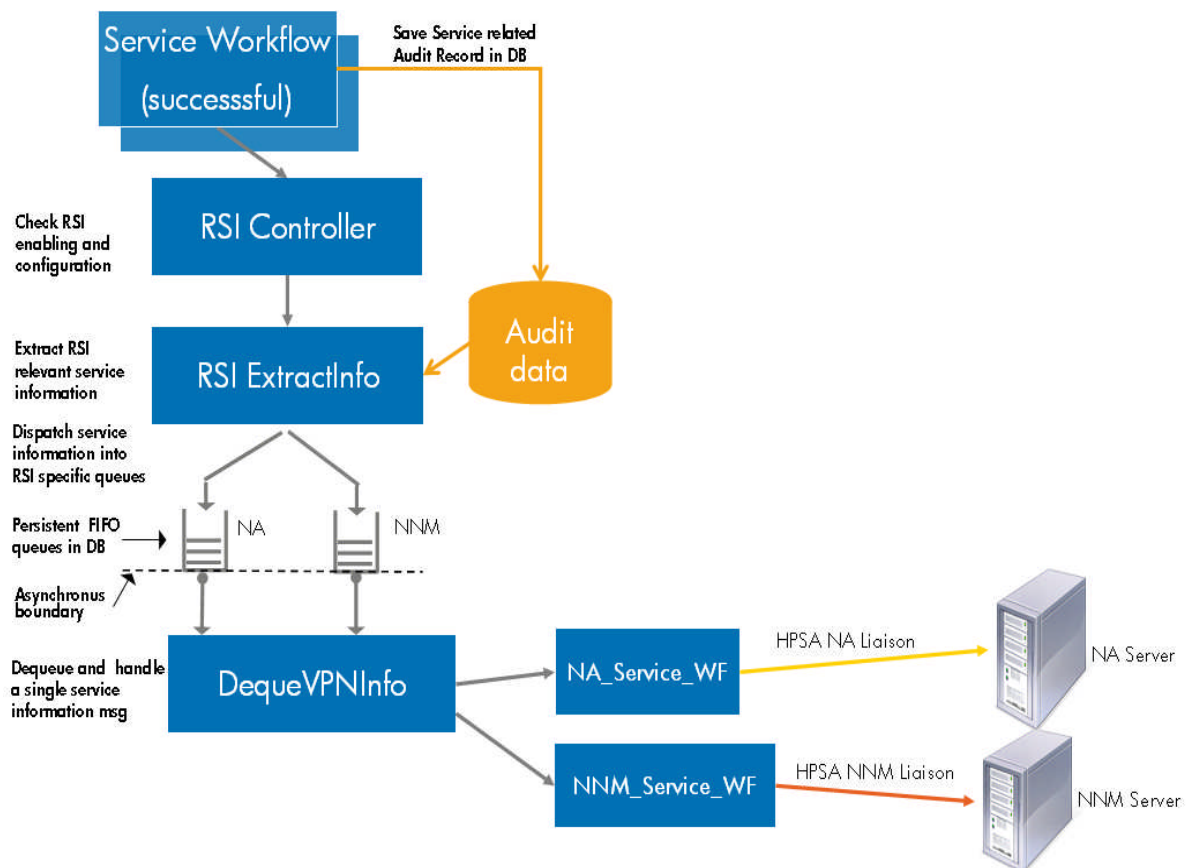 Service Workflow
(successsful)
Save Service related
Audit Record in DB
Check RSI
enabling and
configuration
RSI Controller
Extract RSI
relevant service
information
RSI ExtractInfo
Audit
data
Dispatch service
information into
RSI specific queues
Persistent FIFO
queues in DB
NA
NNM
Asynchronus
boundary
Dequeue and handle
a single service
information msg
DequeVPNInfo
NA_Service_WF
HPSA NA Liaison
NA Server
NNM_Service_WF
HPSA NNM Liaison
NNM Server